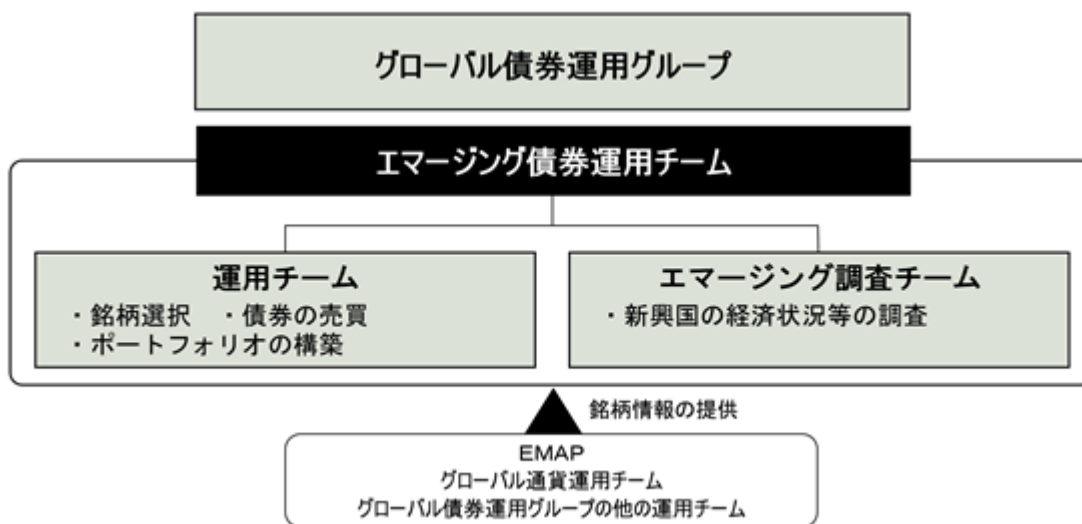 グローバル債券運用グループ
エマージング債券運用チーム
運用チーム
・銘柄選択　・債券の売買
・ポートフォリオの構築
エマージング調査チーム
・新興国の経済状況等の調査
銘柄情報の提供
EMAP
グローバル通貨運用チーム
グローバル債券運用グループの他の運用チーム